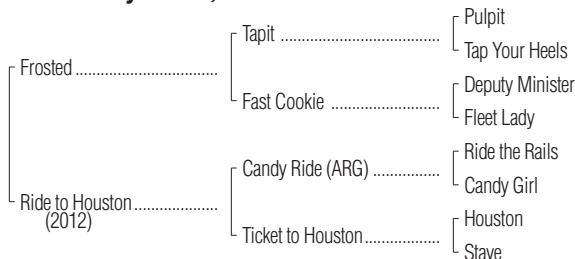 Pulpit
Tapit
Tap Your Heels
Frosted
Deputy Minister
Fast Cookie
Fleet Lady
Ride the Rails
Candy Ride (ARG)
Candy Girl
Ride to Houston
(2012)
Houston
Ticket to Houston
Stave